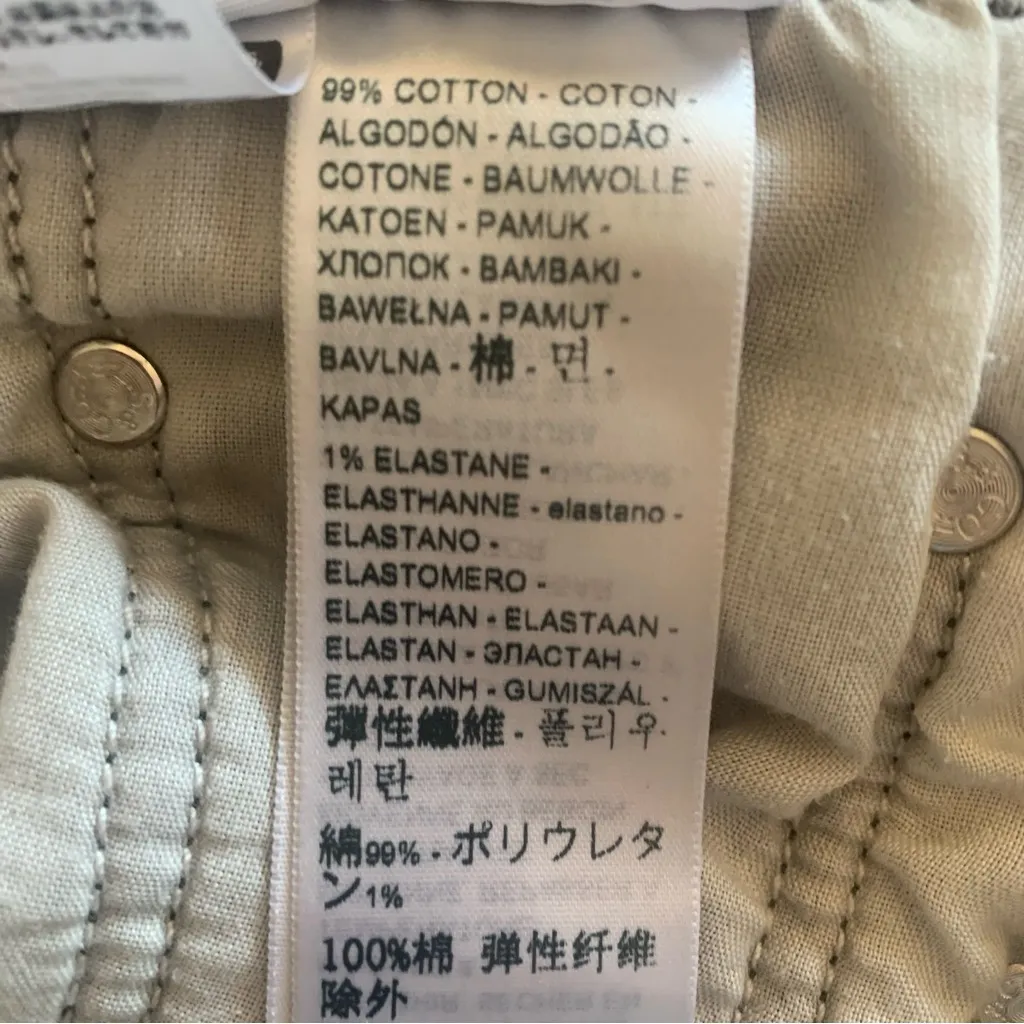 99% COTTON - COTON -
ALGODÓN - ALGODÃO -
COTONE - BAUMWOLLE -
KATOEN - PAMUK -
ХЛОПОК - BAMBAKI -
BAWEŁNA - PAMUT -
BAVLNA - 棉 - 면 -
KAPAS
1% ELASTANE -
ELASTHANNE - elastano -
ELASTANO -
ELASTOMERO -
ELASTHAN - ELASTAAN -
ELASTAN - ЭЛАСТАН -
ΕΛΑΣΤΑΝΗ - GUMISZÁL -
彈性纖維 - 폴리우
레탄
綿99% - ポリウレタ
ン1%
100%棉 弹性纤维
除外